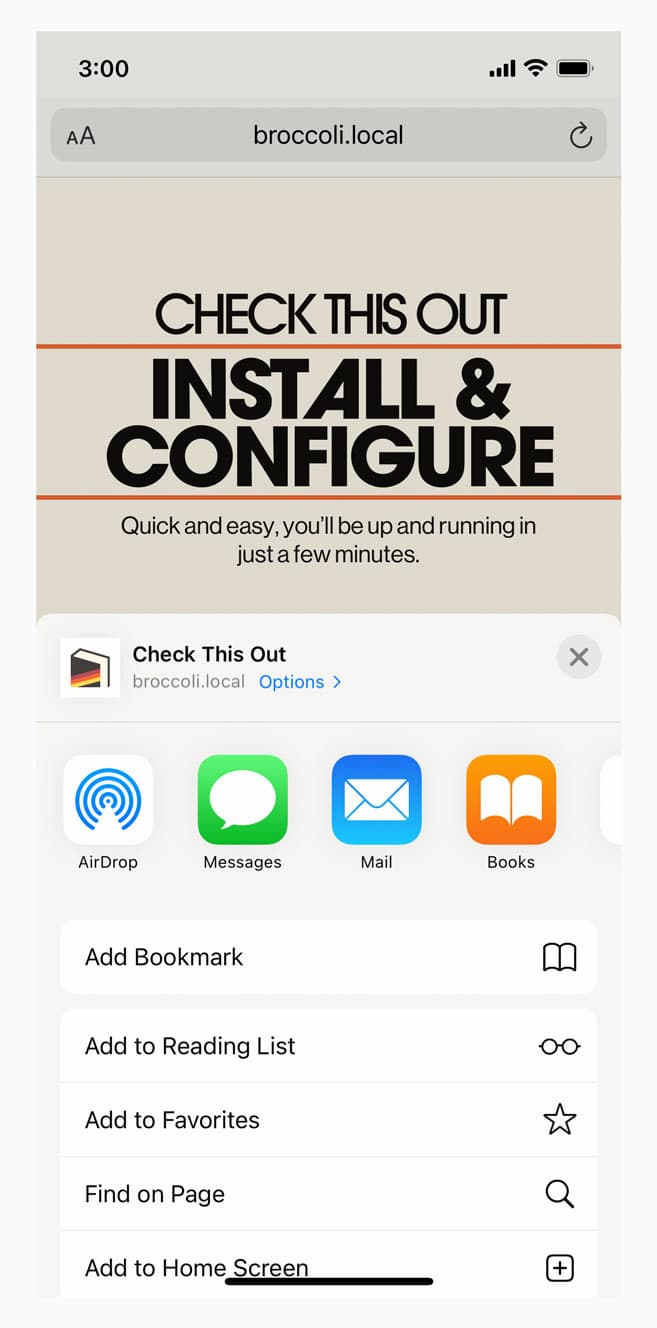 3:00
AA
broccoli.local
CHECK THIS OUT
INSTALL &
CONFIGURE
Quick and easy, you’ll be up and running in
just a few minutes.
Check This Out
broccoli.local Options >
AirDrop
Messages
Mail
Books
Add Bookmark
Add to Reading List
Add to Favorites
Find on Page
Add to Home Screen